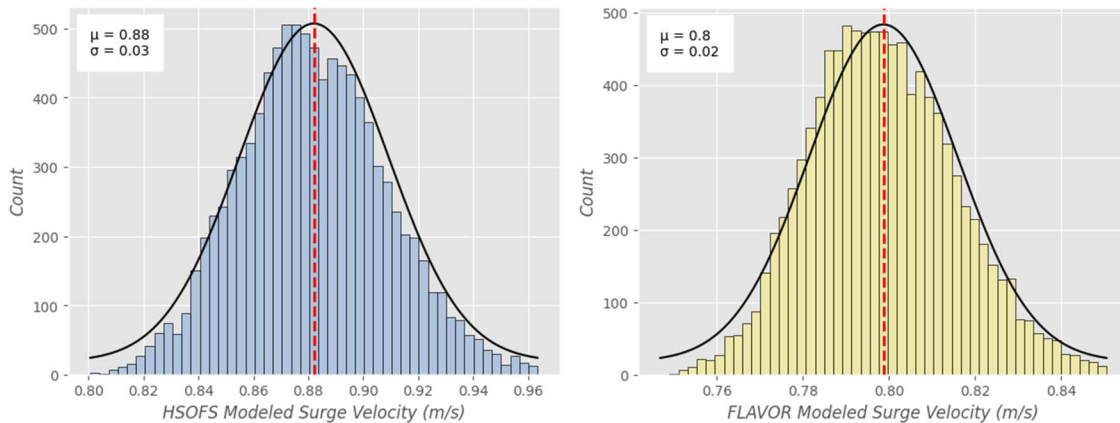 500
400
300
200
100
0
Count
μ = 0.88
σ = 0.03
0.80 0.82 0.84 0.86 0.88 0.90 0.92 0.94 0.96
HSOFS Modeled Surge Velocity (m/s)
500
400
300
200
100
0
Count
μ = 0.8
σ = 0.02
0.76 0.78 0.80 0.82 0.84
FLAVOR Modeled Surge Velocity (m/s)